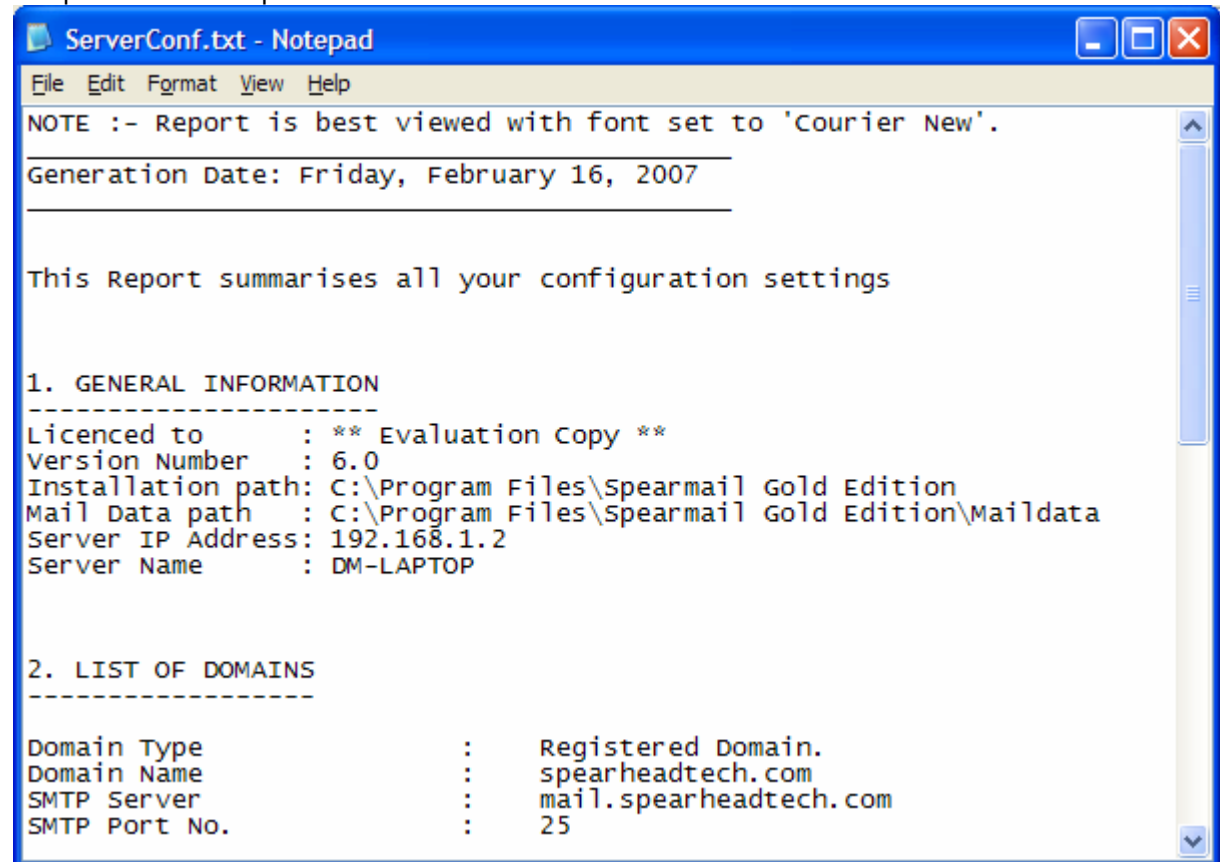 ServerConf.txt - Notepad
File Edit Format View Help
NOTE :- Report is best viewed with font set to 'Courier New'.
Generation Date: Friday, February 16, 2007
This Report summarises all your configuration settings
1. GENERAL INFORMATION
----------------------
Licenced to : ** Evaluation Copy **
Version Number : 6.0
Installation path: C:\Program Files\Spearmail Gold Edition
Mail Data path : C:\Program Files\Spearmail Gold Edition\Maildata
Server IP Address: 192.168.1.2
Server Name : DM-LAPTOP
2. LIST OF DOMAINS
------------------
Domain Type : Registered Domain.
Domain Name : spearheadtech.com
SMTP Server : mail.spearheadtech.com
SMTP Port No. : 25